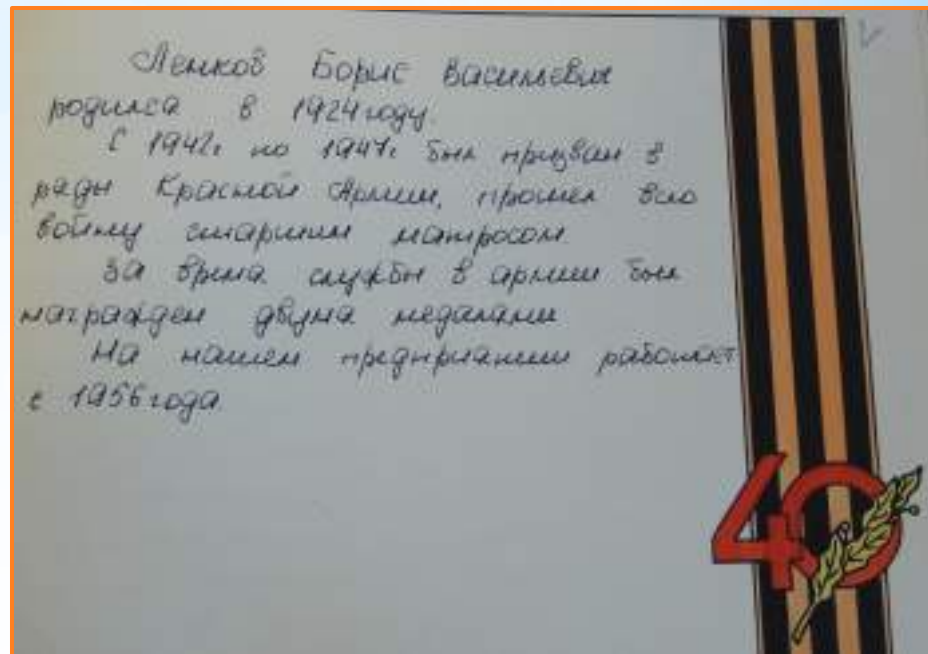 Ленков Борис Васильевич
родился в 1924 году.
С 1942г по 1947г был призван в
ряды Красной Армии, прошел всю
войну старшим матросом.
За время службы в армии был
награжден двумя медалями
На нашем предприятии работает
с 1956 года.
40